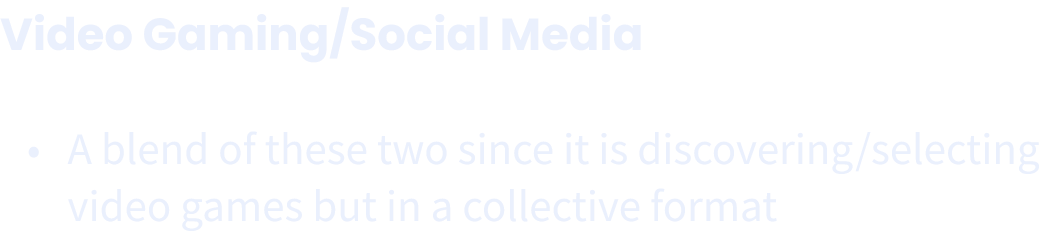 Video Gaming/Social Media
• A blend of these two since it is discovering/selecting
video games but in a collective format